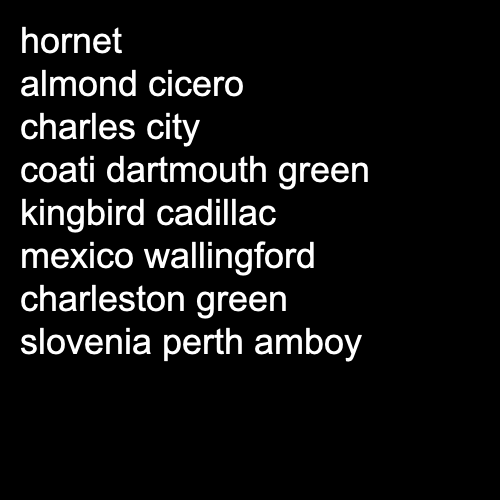 hornet
almond cicero
charles city
coati dartmouth green
kingbird cadillac
mexico wallingford
charleston green
slovenia perth amboy